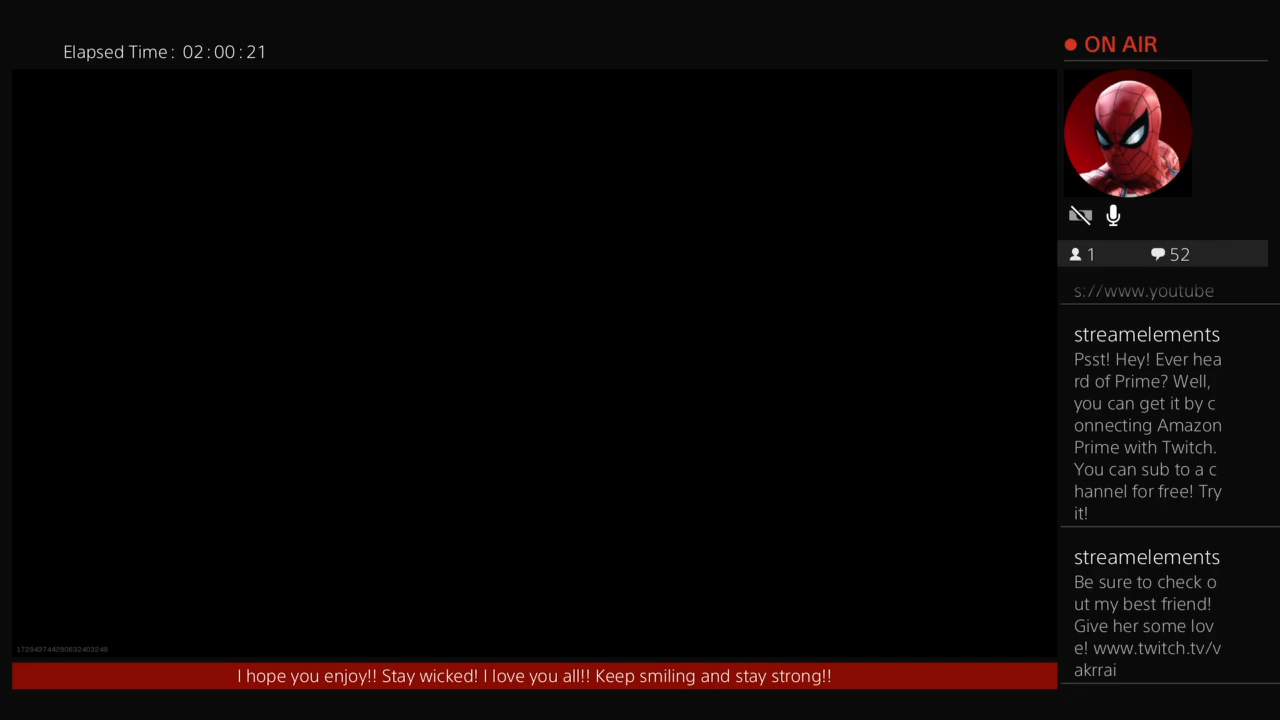 Elapsed Time: 02:00:21
ON AIR
1
52
s://www.youtube
streamelements
Psst! Hey! Ever hea
rd of Prime? Well,
you can get it by c
onnecting Amazon
Prime with Twitch.
You can sub to a c
hannel for free! Try
it!
streamelements
Be sure to check o
ut my best friend!
Give her some lov
e! www.twitch.tv/v
akrrai
I hope you enjoy!! Stay wicked! I love you all!! Keep smiling and stay strong!!